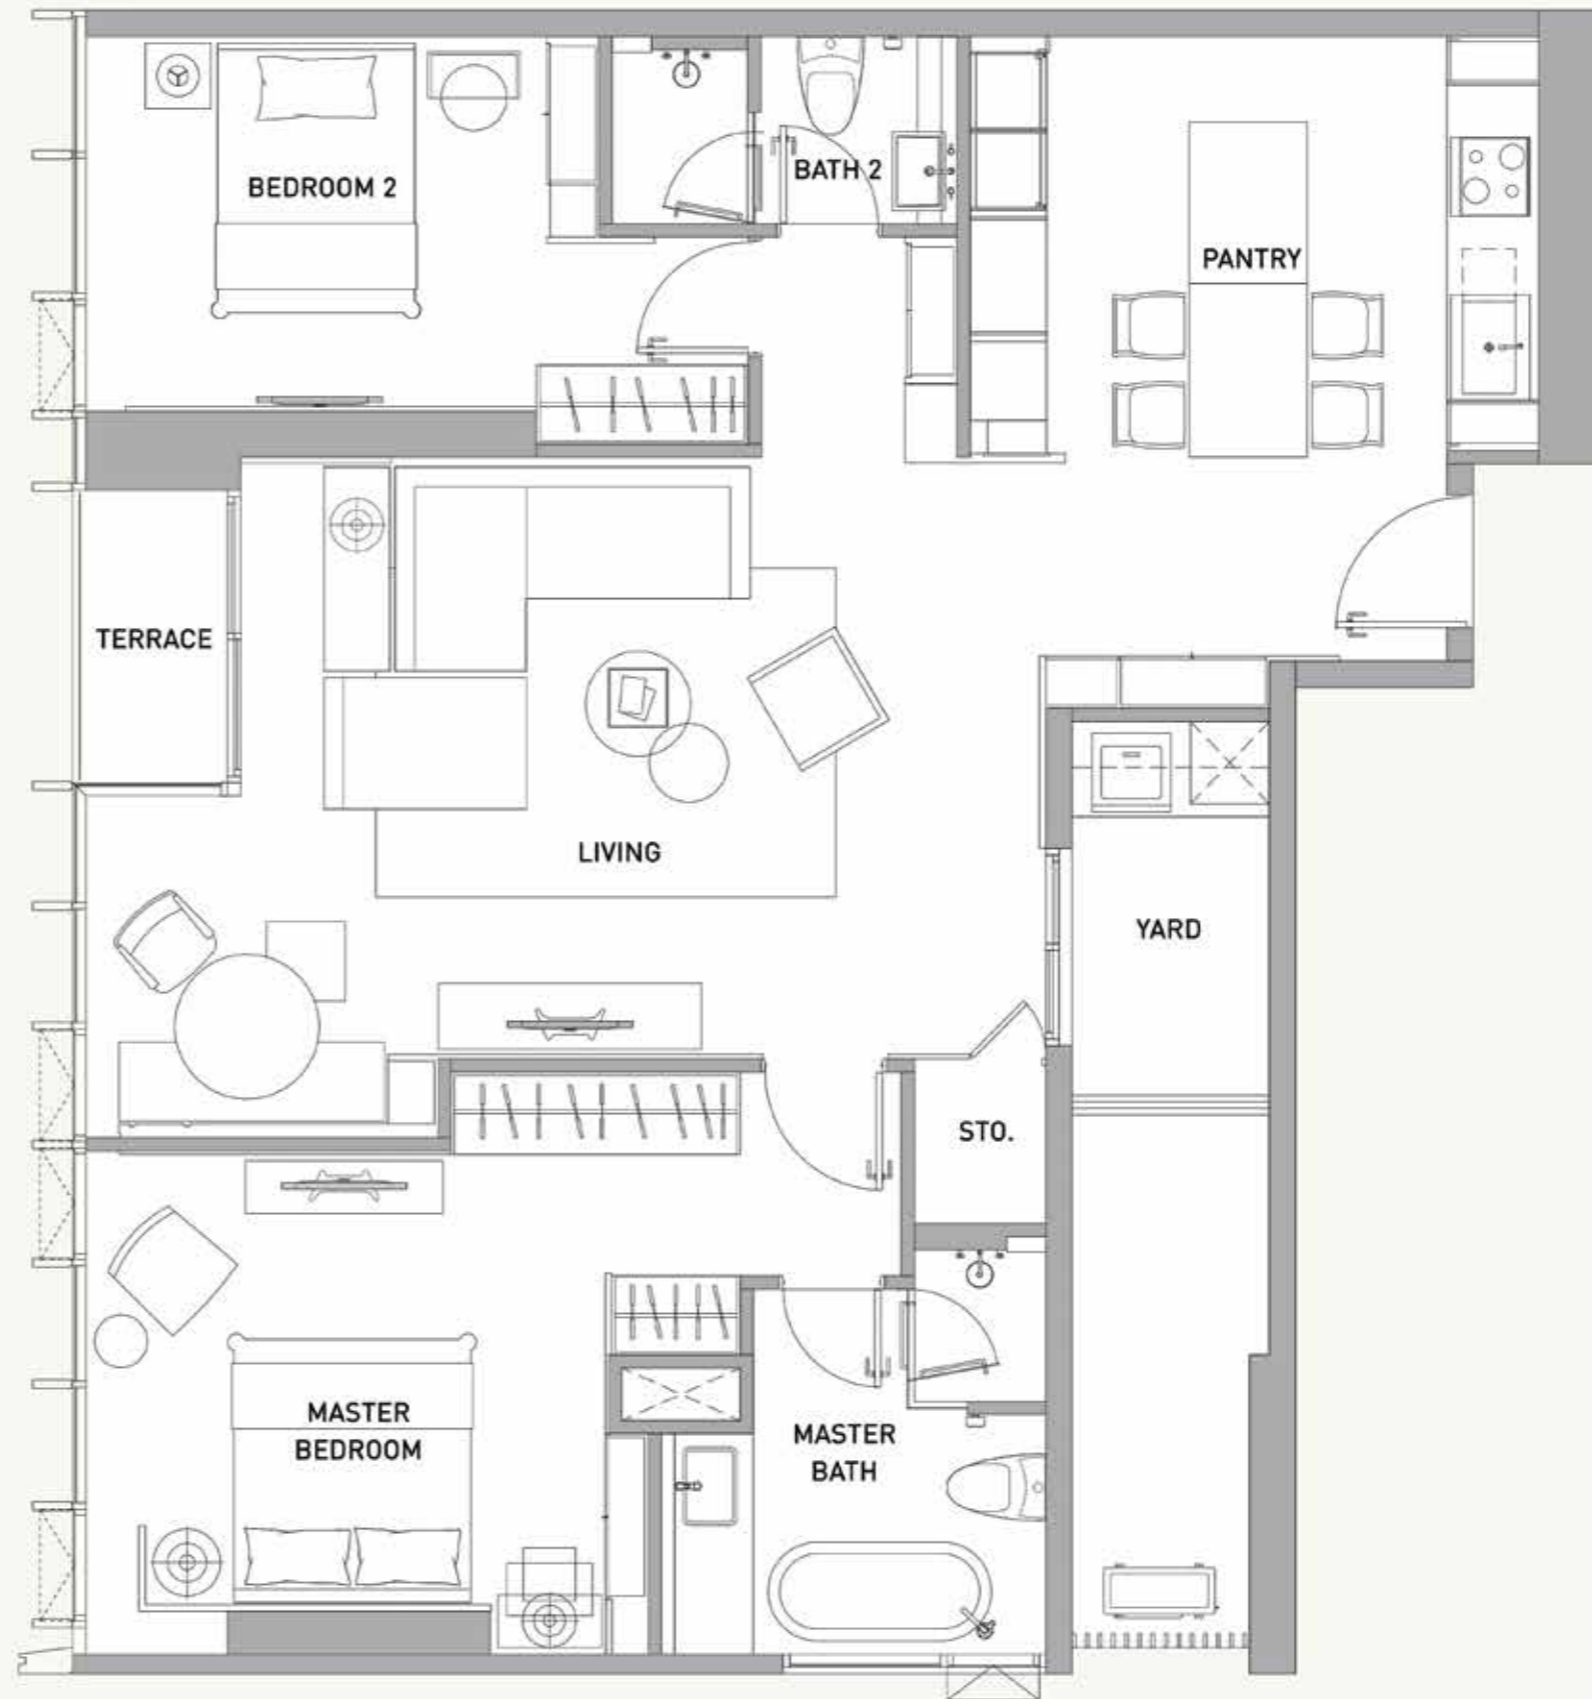 BEDROOM 2
BATH 2
PANTRY
TERRACE
LIVING
YARD
STO.
MASTER
BEDROOM
MASTER
BATH